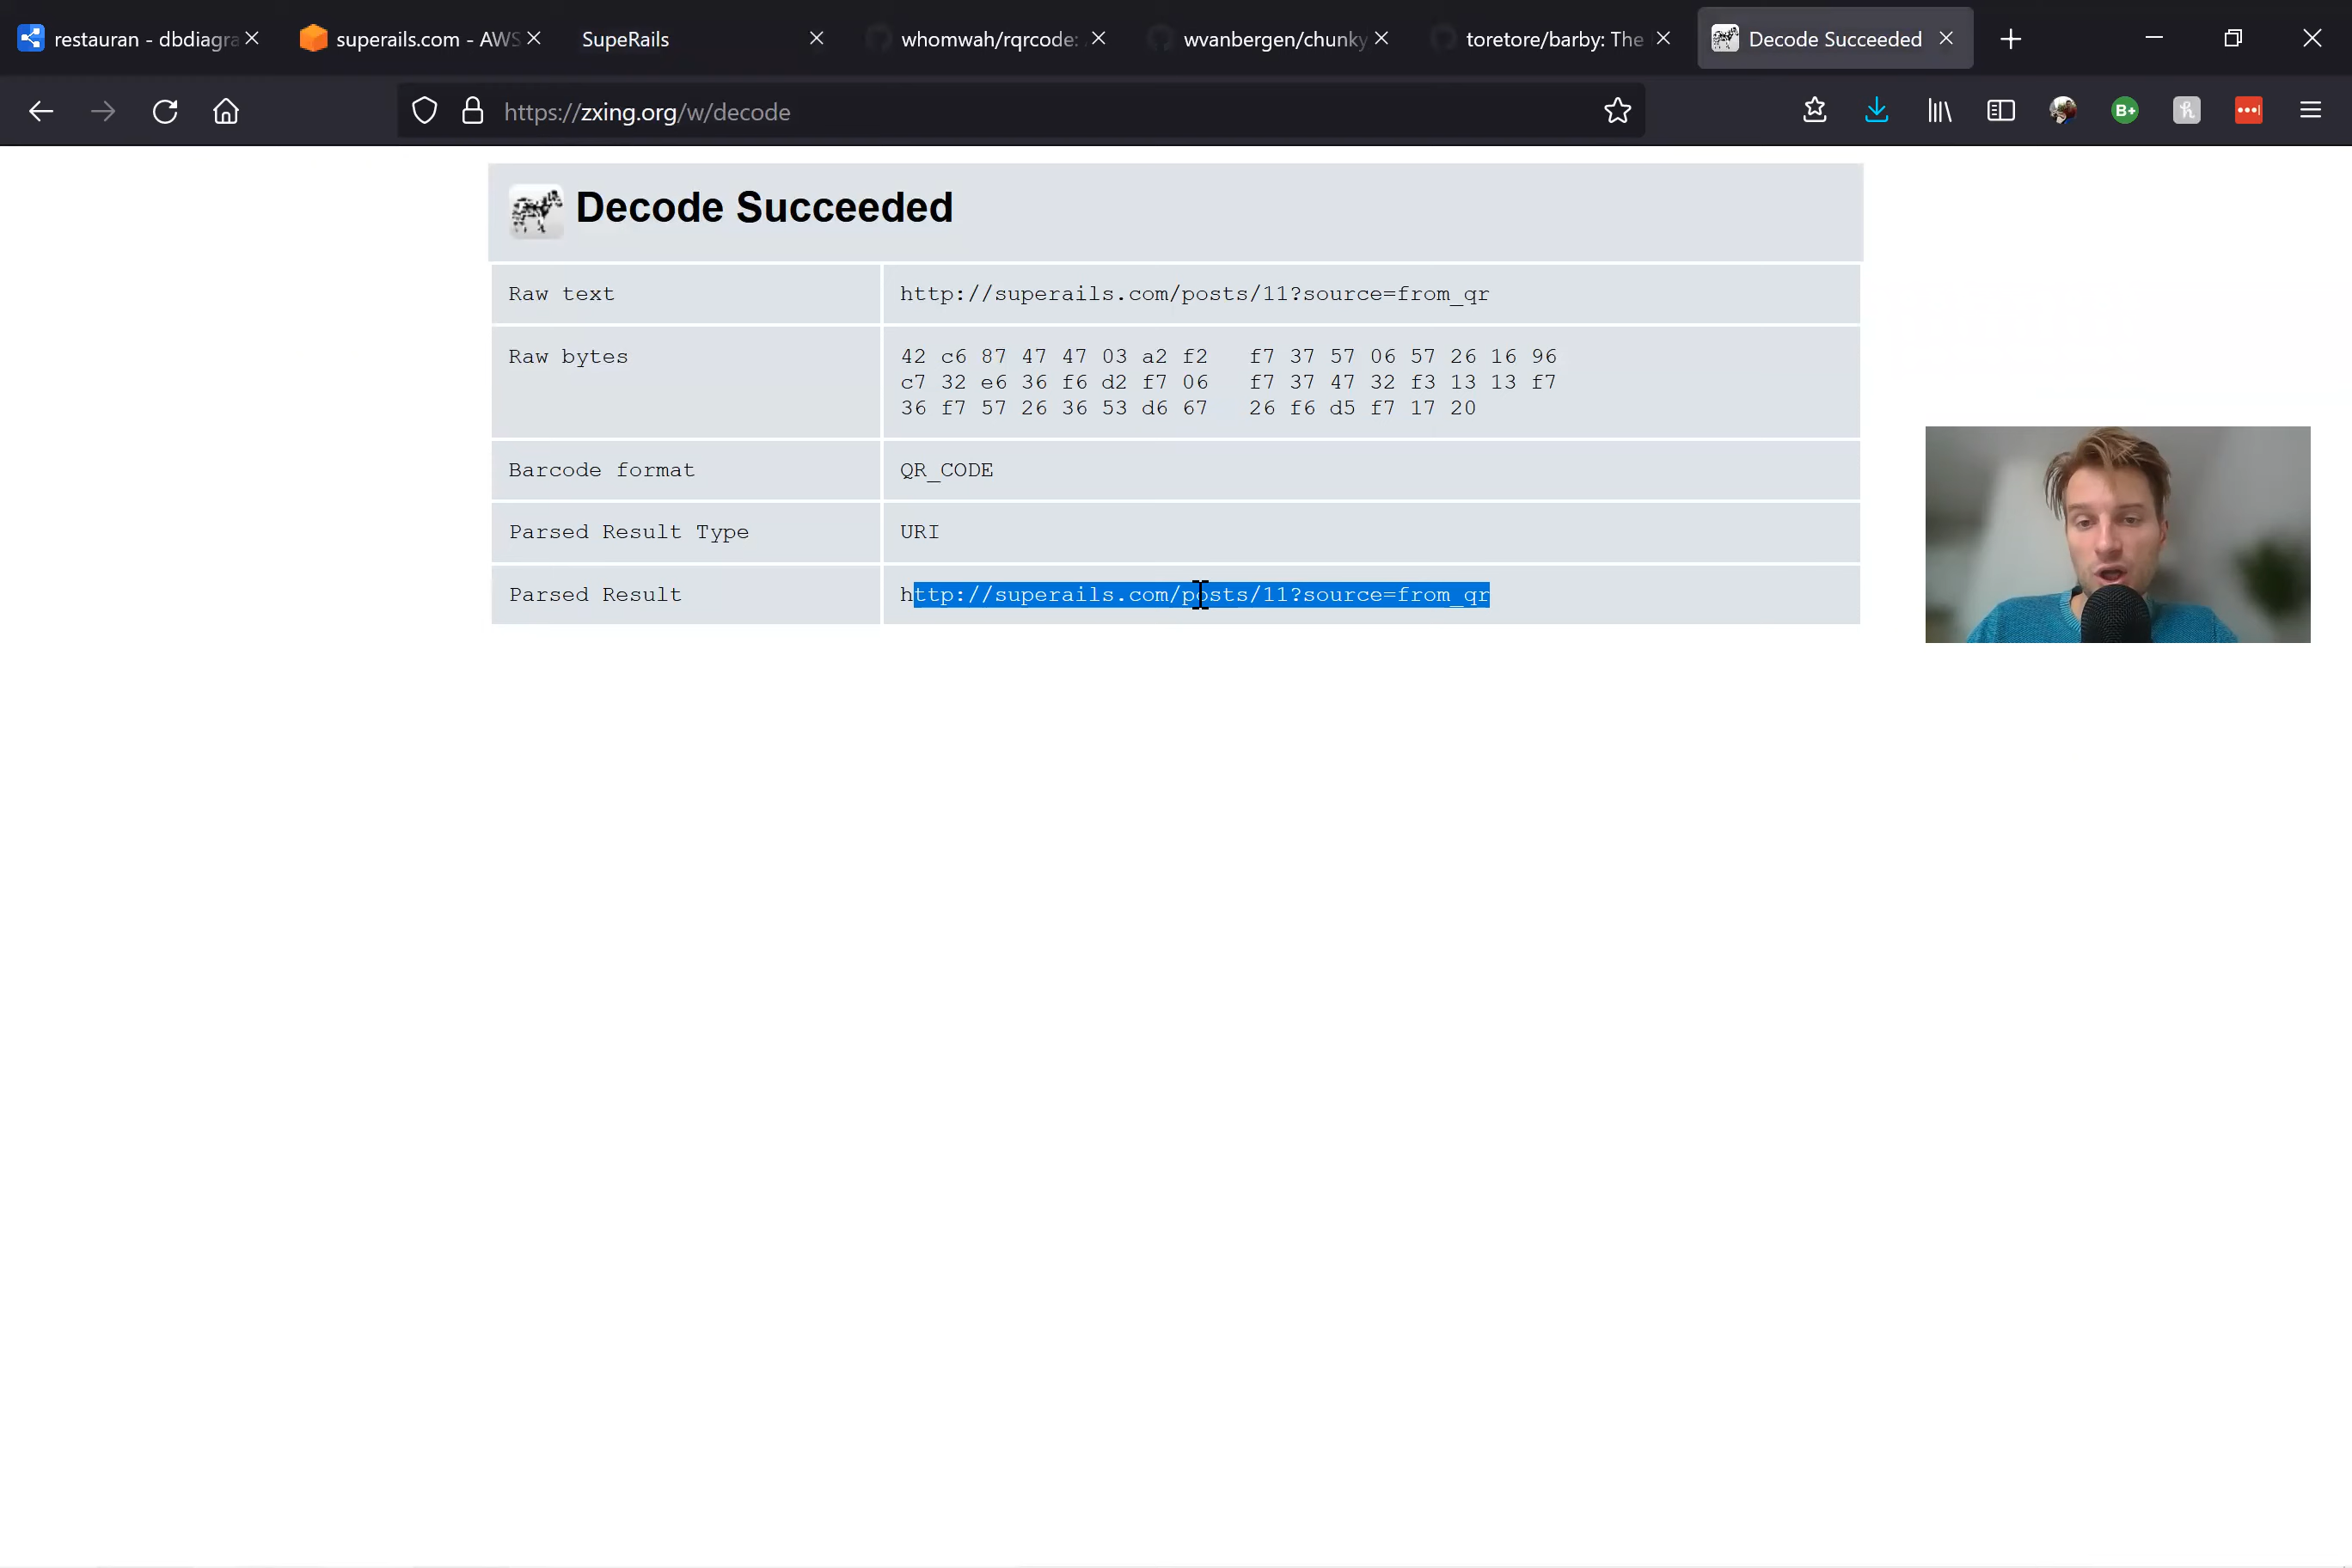 restauran - dbdiagra
superails.com - AWS
SupeRails
whomwah/rqrcode:
wvanbergen/chunky
toretore/barby: The
Decode Succeeded
https://zxing.org/w/decode
B+
Decode Succeeded
Raw text
http://superails.com/posts/11?source=from_qr
Raw bytes
42 c6 87 47 47 03 a2 f2 f7 37 57 06 57 26 16 96
c7 32 e6 36 f6 d2 f7 06 f7 37 47 32 f3 13 13 f7
36 f7 57 26 36 53 d6 67 26 f6 d5 f7 17 20
Barcode format
QR_CODE
Parsed Result Type
URI
Parsed Result
http://superails.com/posts/11?source=from_qr